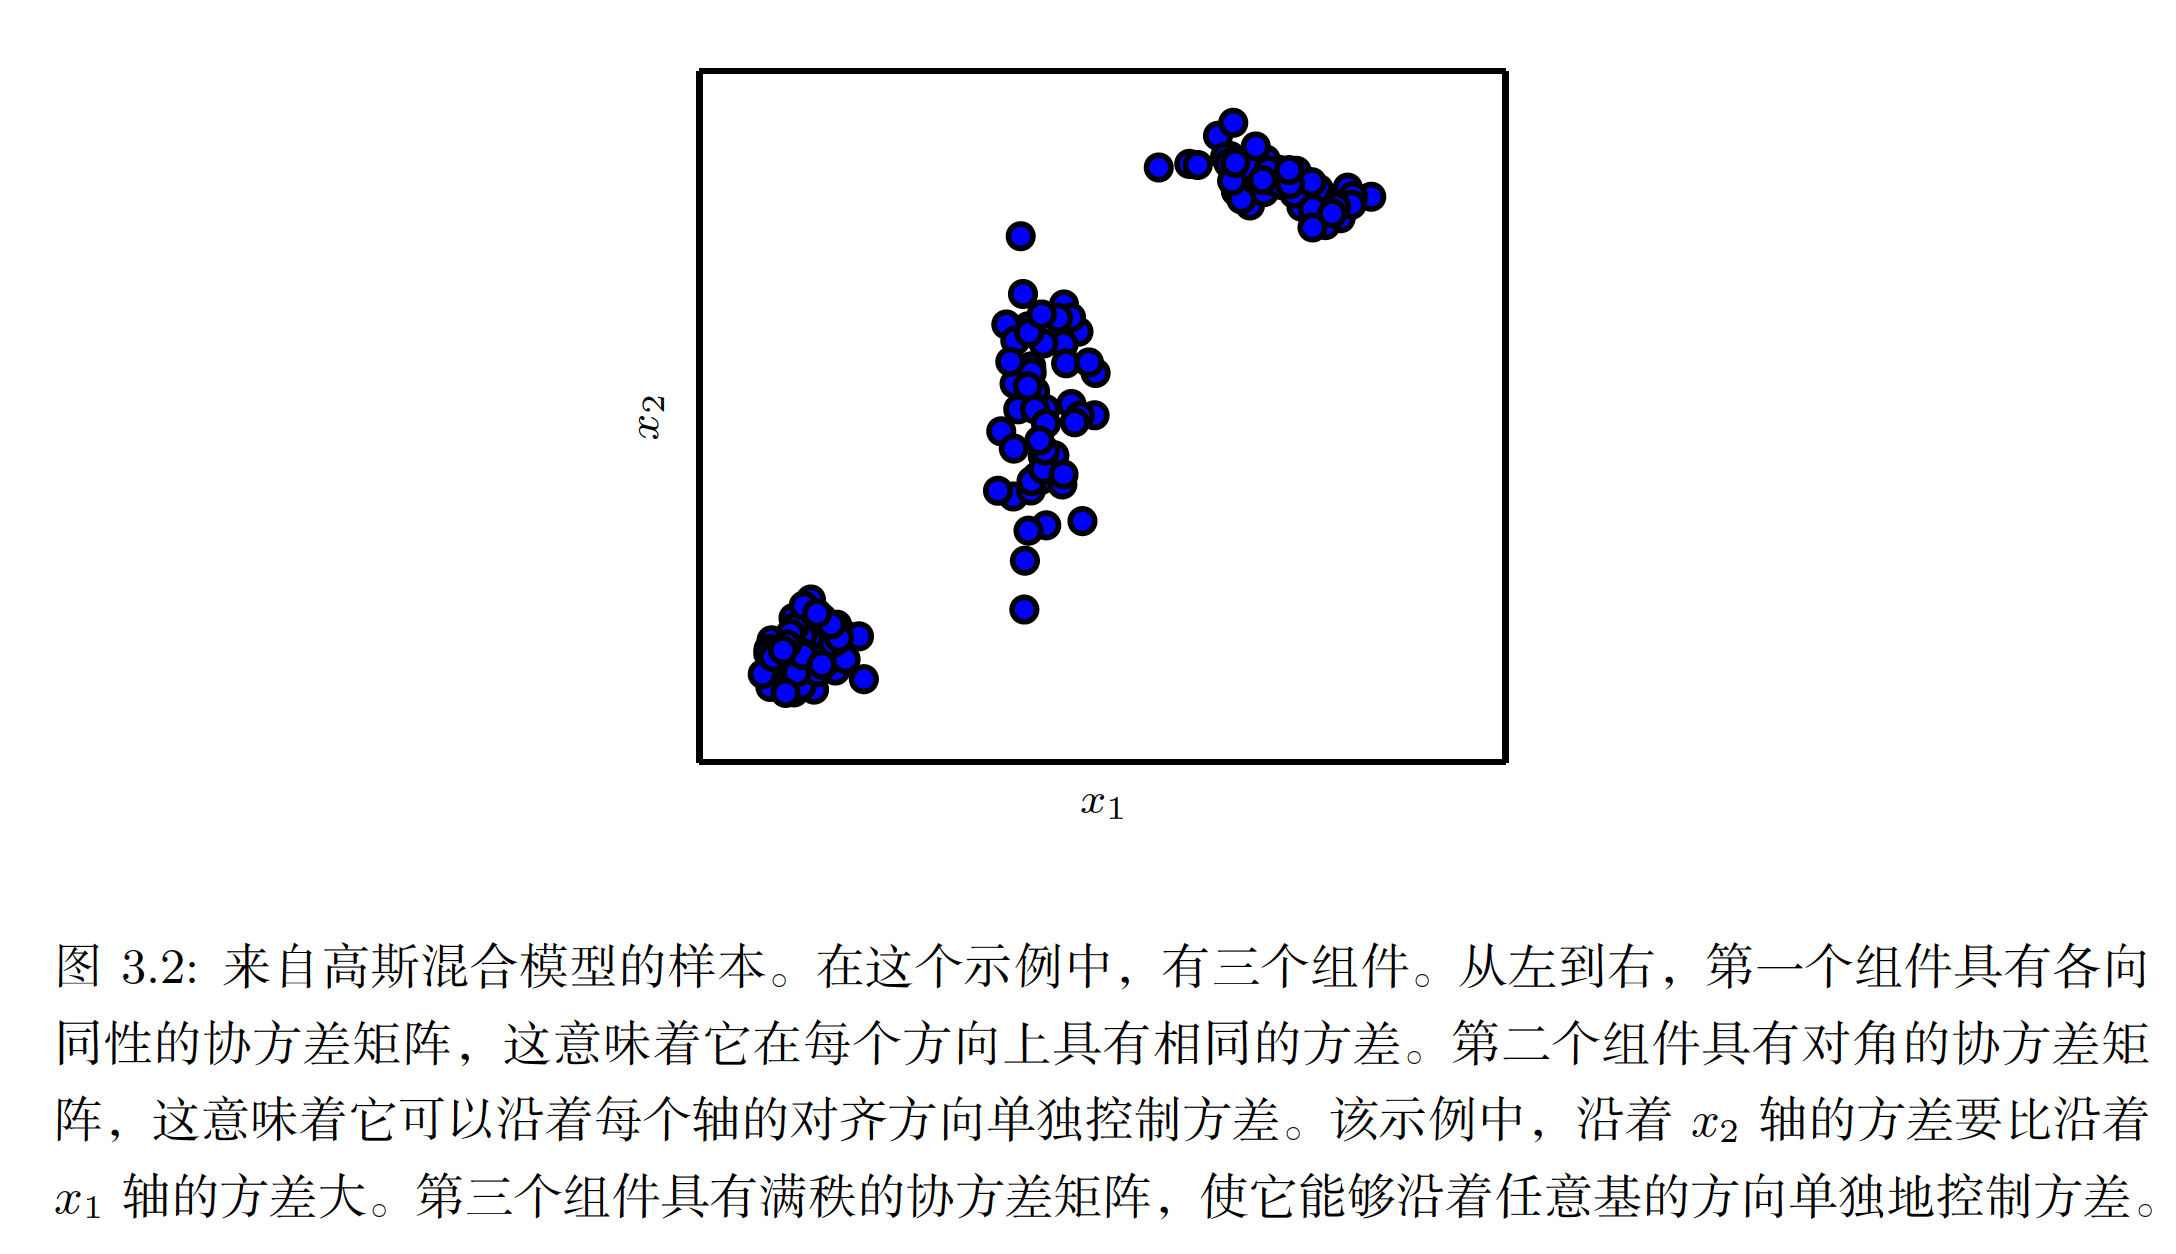 x₂
x₁
图 3.2: 来自高斯混合模型的样本。在这个示例中，有三个组件。从左到右，第一个组件具有各向
同性的协方差矩阵，这意味着它在每个方向上具有相同的方差。第二个组件具有对角的协方差矩
阵，这意味着它可以沿着每个轴的对齐方向单独控制方差。该示例中，沿着 x₂ 轴的方差要比沿着
x₁ 轴的方差大。第三个组件具有满秩的协方差矩阵，使它能够沿着任意基的方向单独地控制方差。